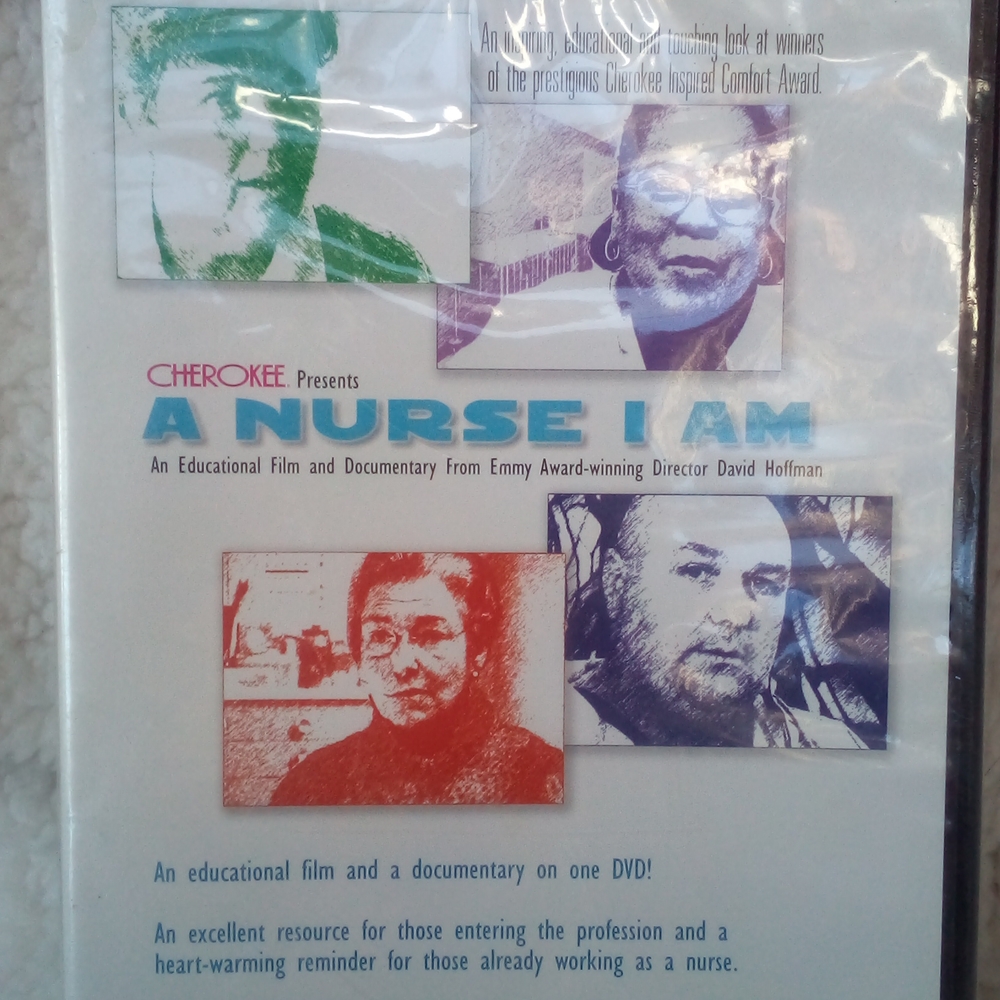 An inspiring, educational and touching look at winners
of the prestigious Cherokee Inspired Comfort Award.
CHEROKEE. Presents
A NURSE I AM
An Educational Film and Documentary From Emmy Award-winning Director David Hoffman
An educational film and a documentary on one DVD!
An excellent resource for those entering the profession and a
heart-warming reminder for those already working as a nurse.